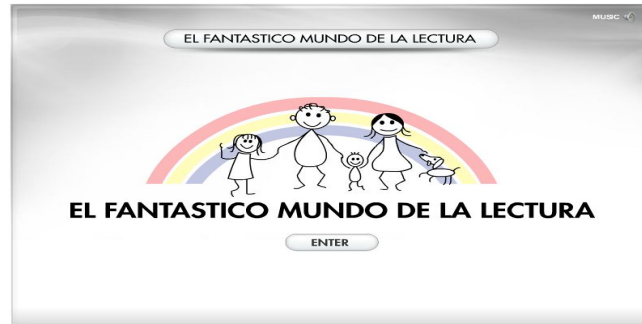 MUSIC
EL FANTASTICO MUNDO DE LA LECTURA
EL FANTASTICO MUNDO DE LA LECTURA
ENTER